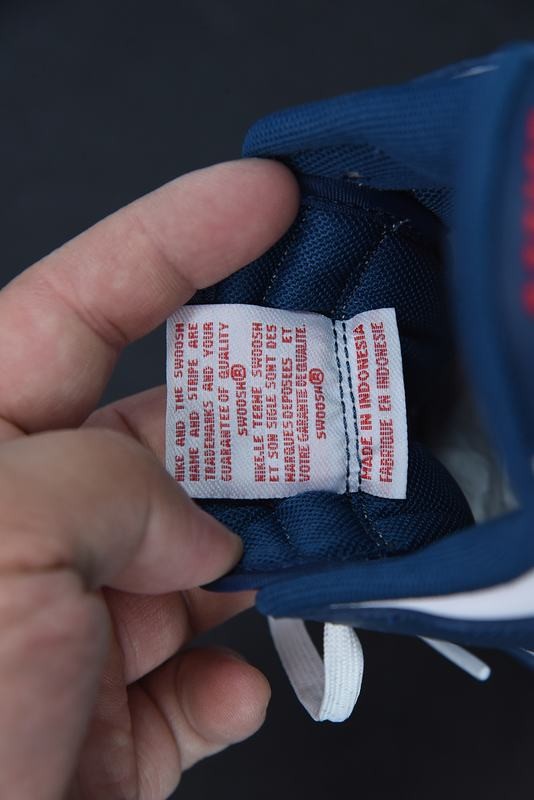 NIKE AND THE SWOOSH
NAME AND STRIPE ARE
TRADEMARKS AND YOUR
GUARANTEE OF QUALITY
SWOOSH®
NIKE,LE TERME SWOOSH
ET SON SIGLE SONT DES
MARQUES DEPOSEES ET
VOTRE GARANTIE DE QUALITE.
SWOOSH®
MADE IN INDONESIA
FABRIQUE EN INDONESIE